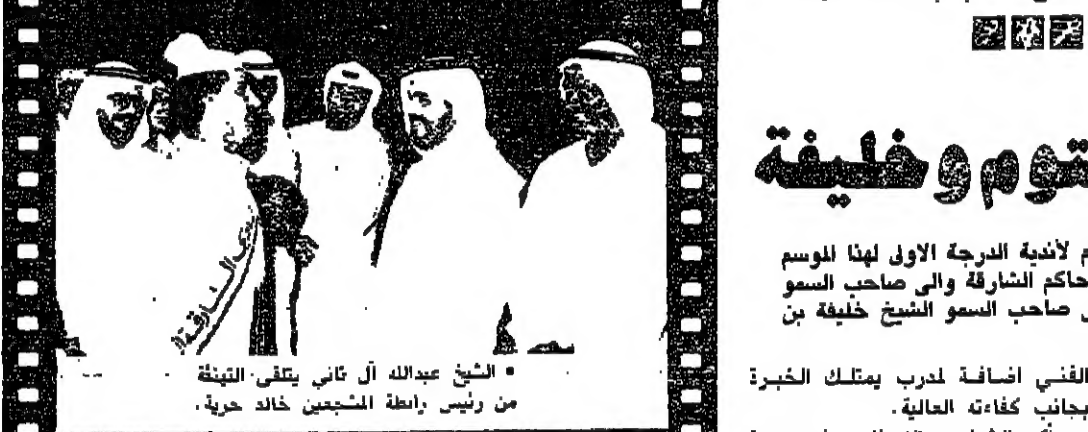 توم وخليفة
م لأندية الدرجة الاولى لهذا الموسم
حاكم الشارقة والى صاحب السمو
صاحب السمو الشيخ خليفة بن
الفني اضافة لمدرب يمتلك الخبرة
بجانب كفاءته العالية .
الشارقة
▪ الشيخ عبدالله آل ثاني يتلقى التهنئة
من رئيس رابطة المشجعين خالد حرية .